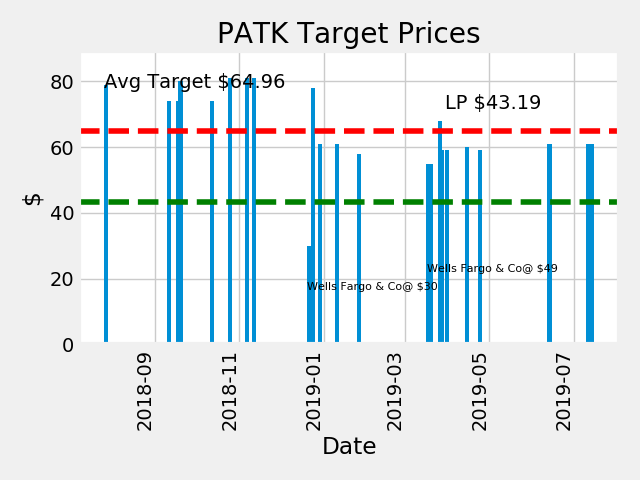 PATK Target Prices
Avg Target $64.96
LP $43.19
Wells Fargo & Co@ $49
Wells Fargo & Co@ $30
$
80
60
40
20
0
2018-09
2018-11
2019-01
2019-03
2019-05
2019-07
Date